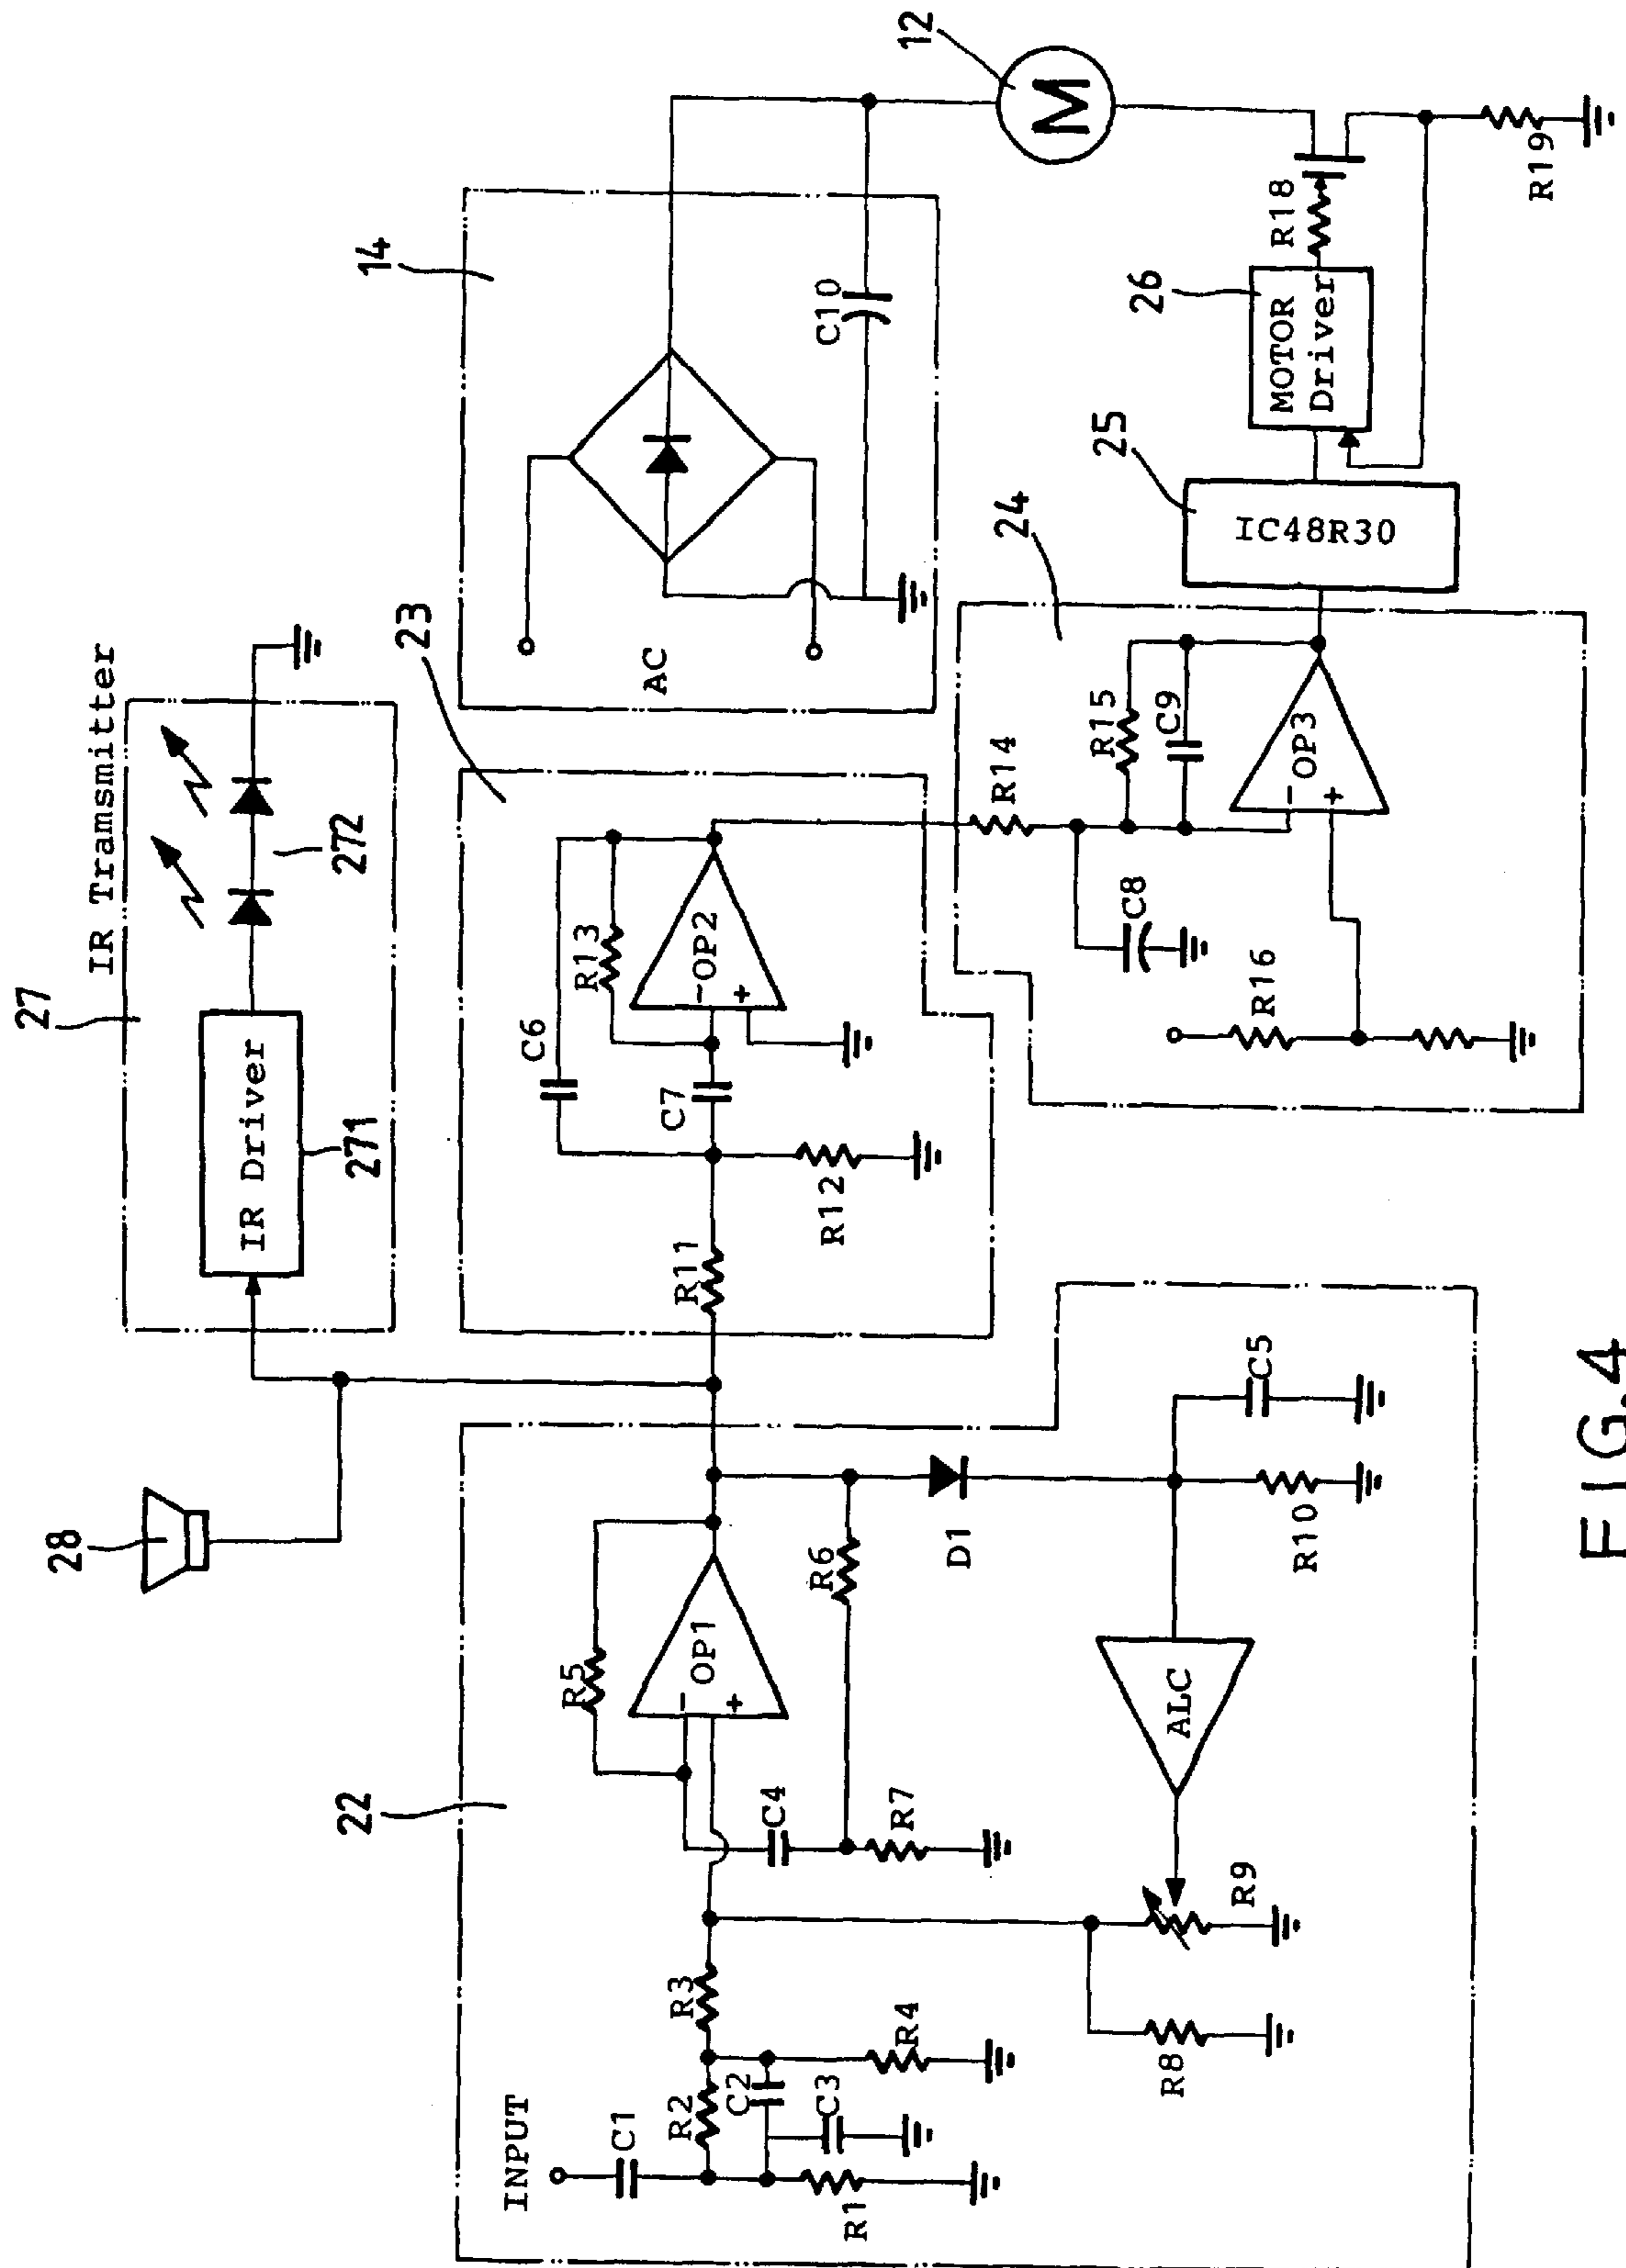 28
27
IR Tramsmitter
IR Driver
271
272
22
INPUT
C1
R2
C2
C3
R1
R3
R4
R5
OP1
-
+
C4
R7
R6
D1
R8
R9
ALC
R10
C5
23
R11
R12
C6
C7
R13
OP2
-
+
14
AC
C10
24
R14
C8
R15
C9
OP3
-
+
R16
25
IC48R30
26
MOTOR
Driver
R18
R19
12
M
FIG.4